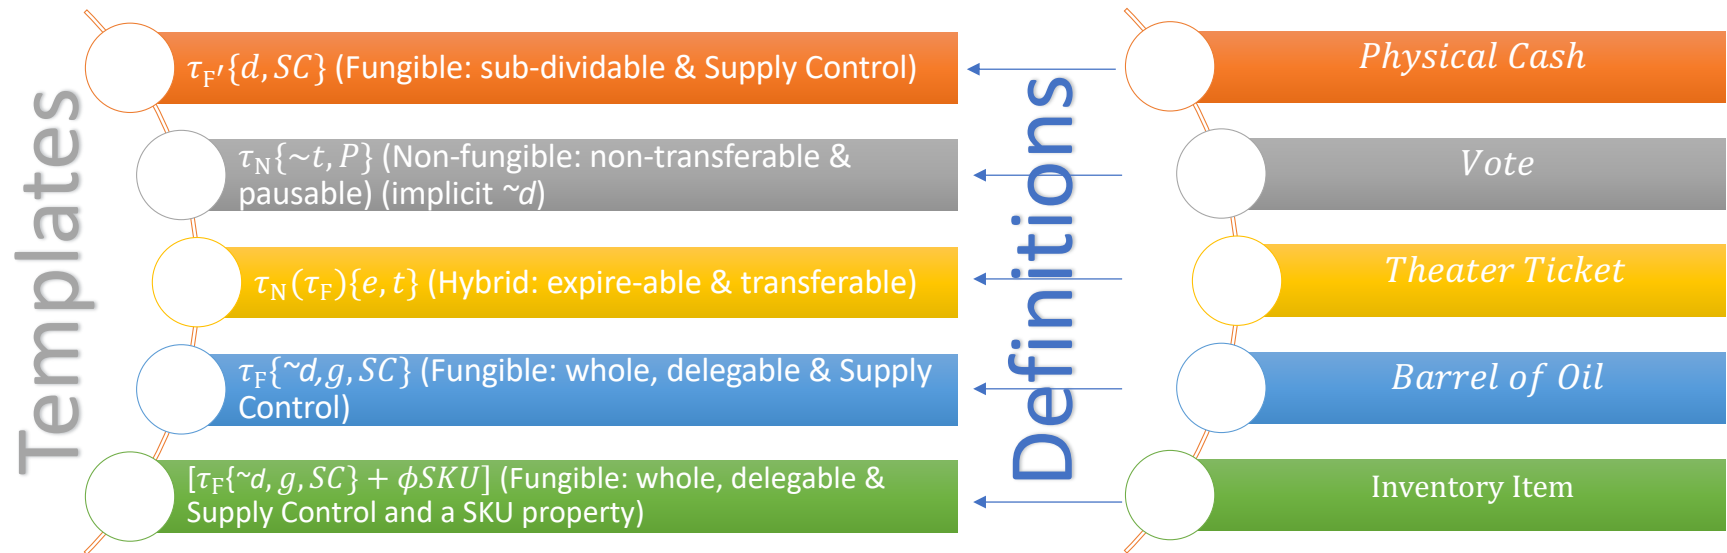 Templates
τF′{d, SC} (Fungible: sub-dividable & Supply Control)
τN{~t, P} (Non-fungible: non-transferable &
pausable) (implicit ~d)
τN(τF){e, t} (Hybrid: expire-able & transferable)
τF{~d,g, SC} (Fungible: whole, delegable & Supply
Control)
[τF{~d, g, SC} + ϕSKU] (Fungible: whole, delegable &
Supply Control and a SKU property)
Definitions
Physical Cash
Vote
Theater Ticket
Barrel of Oil
Inventory Item